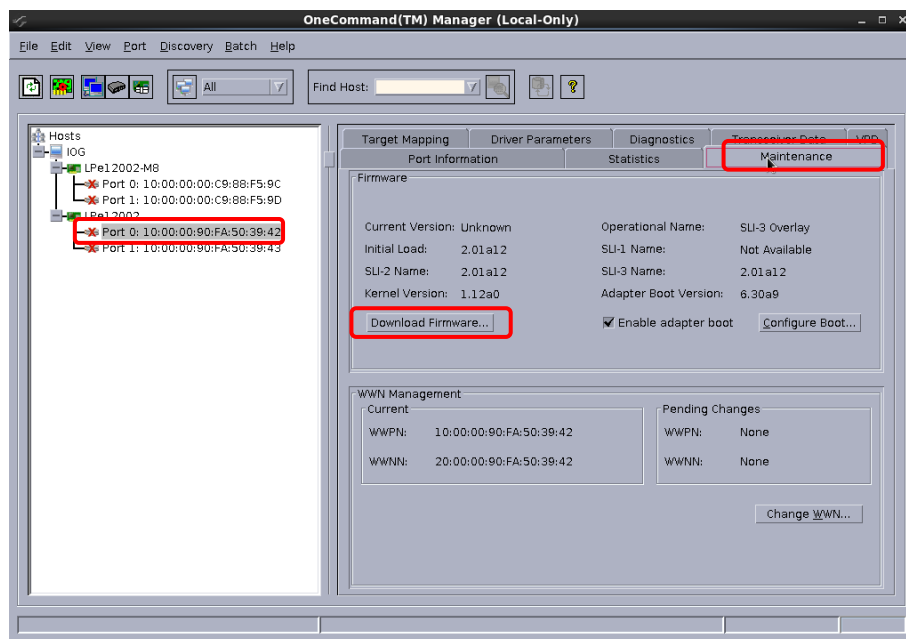 OneCommand(TM) Manager (Local-Only)
File Edit View Port Discovery Batch Help
All Find Host:
Hosts
IOG
LPe12002-M8
Port 0: 10:00:00:00:C9:88:F5:9C
Port 1: 10:00:00:00:C9:88:F5:9D
LPe12002
Port 0: 10:00:00:90:FA:50:39:42
Port 1: 10:00:00:90:FA:50:39:43
Target Mapping Driver Parameters Diagnostics Transceiver Data VPD
Port Information Statistics Maintenance
Firmware
Current Version: Unknown Operational Name: SLI-3 Overlay
Initial Load: 2.01a12 SLI-1 Name: Not Available
SLI-2 Name: 2.01a12 SLI-3 Name: 2.01a12
Kernel Version: 1.12a0 Adapter Boot Version: 6.30a9
Download Firmware... Enable adapter boot Configure Boot...
WWN Management
Current Pending Changes
WWPN: 10:00:00:90:FA:50:39:42 WWPN: None
WWNN: 20:00:00:90:FA:50:39:42 WWNN: None
Change WWN...